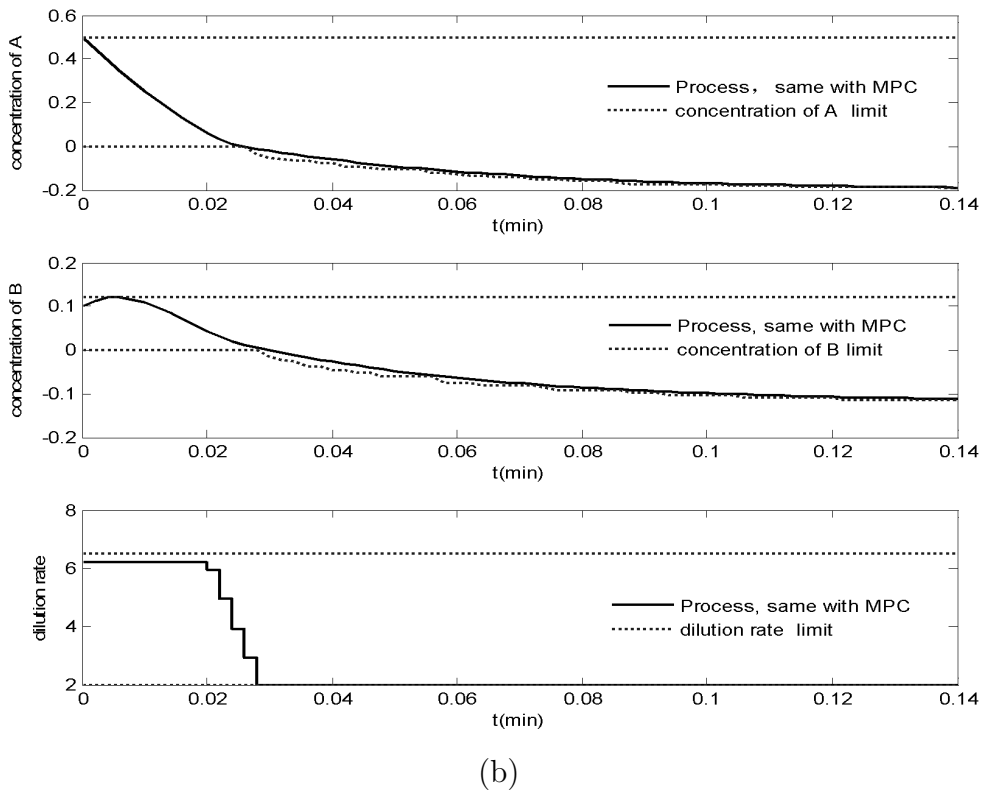 0.6
0.4
0.2
0
-0.2
concentration of A
Process， same with MPC
concentration of A limit
0 0.02 0.04 0.06 0.08 0.1 0.12 0.14
t(min)
0.2
0.1
0
-0.1
-0.2
concentration of B
Process, same with MPC
concentration of B limit
0 0.02 0.04 0.06 0.08 0.1 0.12 0.14
t(min)
8
6
4
2
dilution rate
Process, same with MPC
dilution rate limit
0 0.02 0.04 0.06 0.08 0.1 0.12 0.14
t(min)
(b)